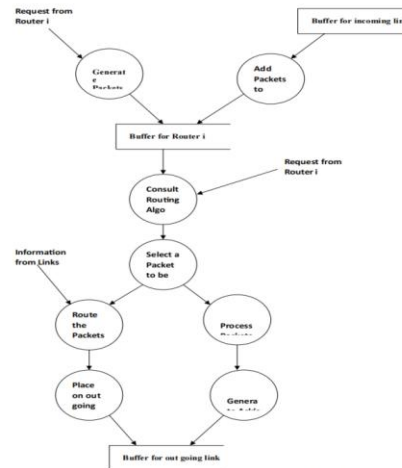 Request from
Router i
Buffer for incoming lin
Generat
e
Packets
Add
Packets
to
Buffer for Router i
Request from
Router i
Consult
Routing
Algo
Information
from Links
Select a
Packet
to be
Route
the
Packets
Process
Packets
Place
on out
going
Genera
Buffer for out going link